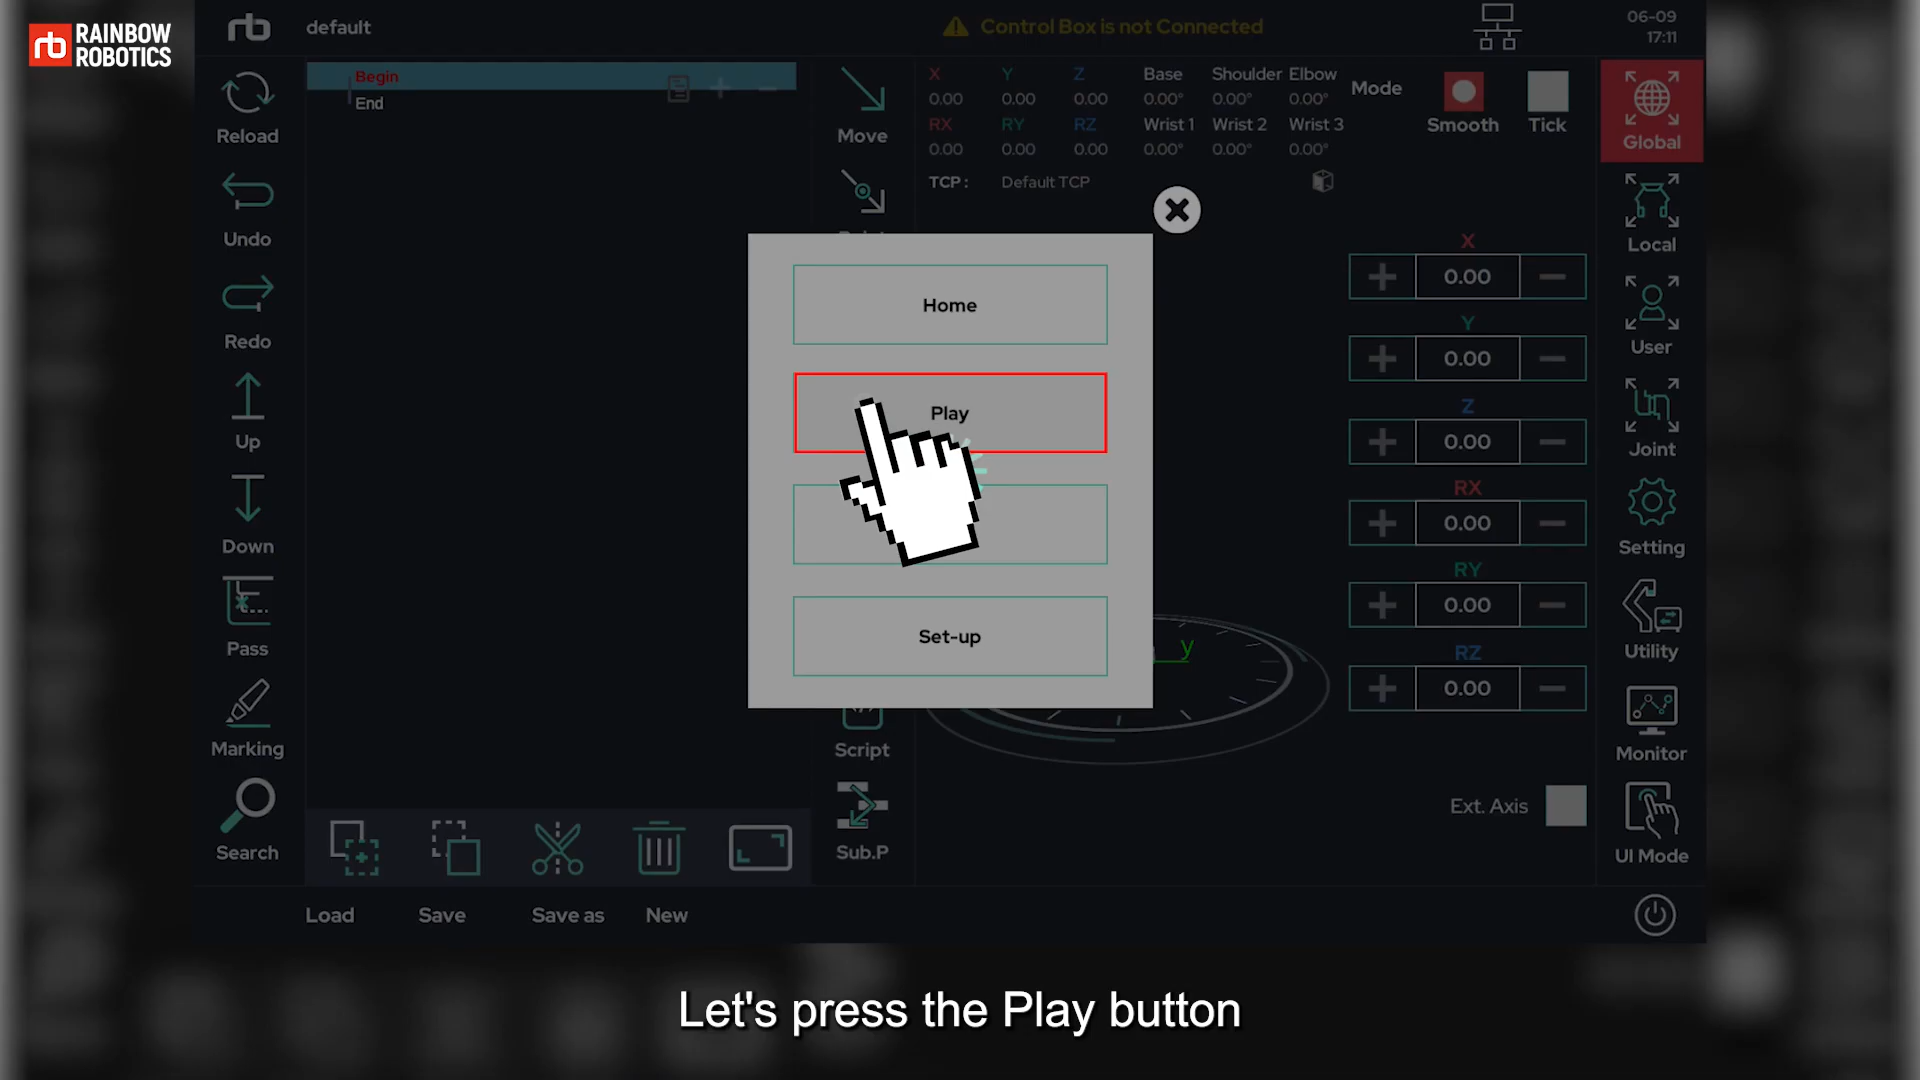 RAINBOW
ROBOTICS
default
Control Box is not Connected
06-09
17:11
Reload
Undo
Redo
Up
Down
Pass
Marking
Search
Begin
End
Move
Script
Sub.P
X Y Z Base Shoulder Elbow
0.00 0.00 0.00 0.00° 0.00° 0.00°
RX RY RZ Wrist 1 Wrist 2 Wrist 3
0.00 0.00 0.00 0.00° 0.00° 0.00°
TCP : Default TCP
Mode
Smooth
Tick
Home
Play
Set-up
y
X
0.00
Y
0.00
Z
0.00
RX
0.00
RY
0.00
RZ
0.00
Ext. Axis
Global
Local
User
Joint
Setting
Utility
Monitor
UI Mode
Load Save Save as New
Let's press the Play button